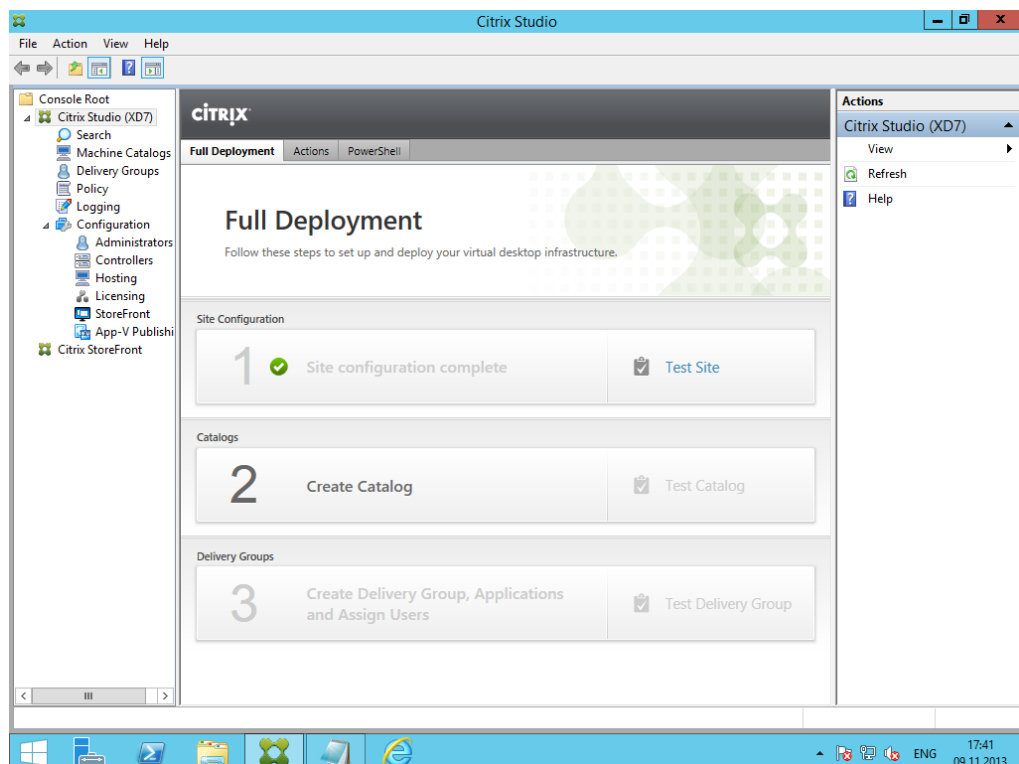 Citrix Studio
File Action View Help
Console Root
Citrix Studio (XD7)
Search
Machine Catalogs
Delivery Groups
Policy
Logging
Configuration
Administrators
Controllers
Hosting
Licensing
StoreFront
App-V Publishi
Citrix StoreFront
CİTRIX
Full Deployment Actions PowerShell
Full Deployment
Follow these steps to set up and deploy your virtual desktop infrastructure.
Site Configuration
1 Site configuration complete Test Site
Catalogs
2 Create Catalog Test Catalog
Delivery Groups
3 Create Delivery Group, Applications
and Assign Users Test Delivery Group
Actions
Citrix Studio (XD7)
View
Refresh
Help
ENG 17:41
09.11.2013